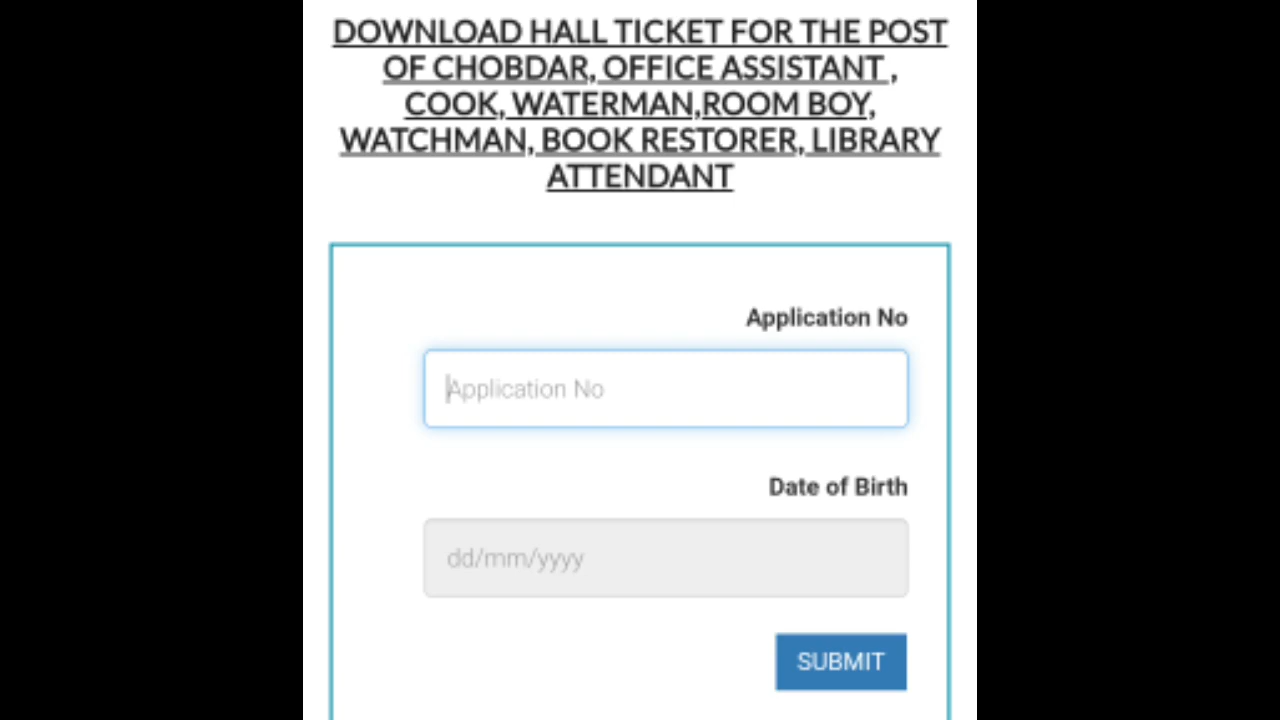 DOWNLOAD HALL TICKET FOR THE POST
OF CHOBDAR, OFFICE ASSISTANT ,
COOK, WATERMAN,ROOM BOY,
WATCHMAN, BOOK RESTORER, LIBRARY
ATTENDANT
Application No
Application No
Date of Birth
dd/mm/yyyy
SUBMIT